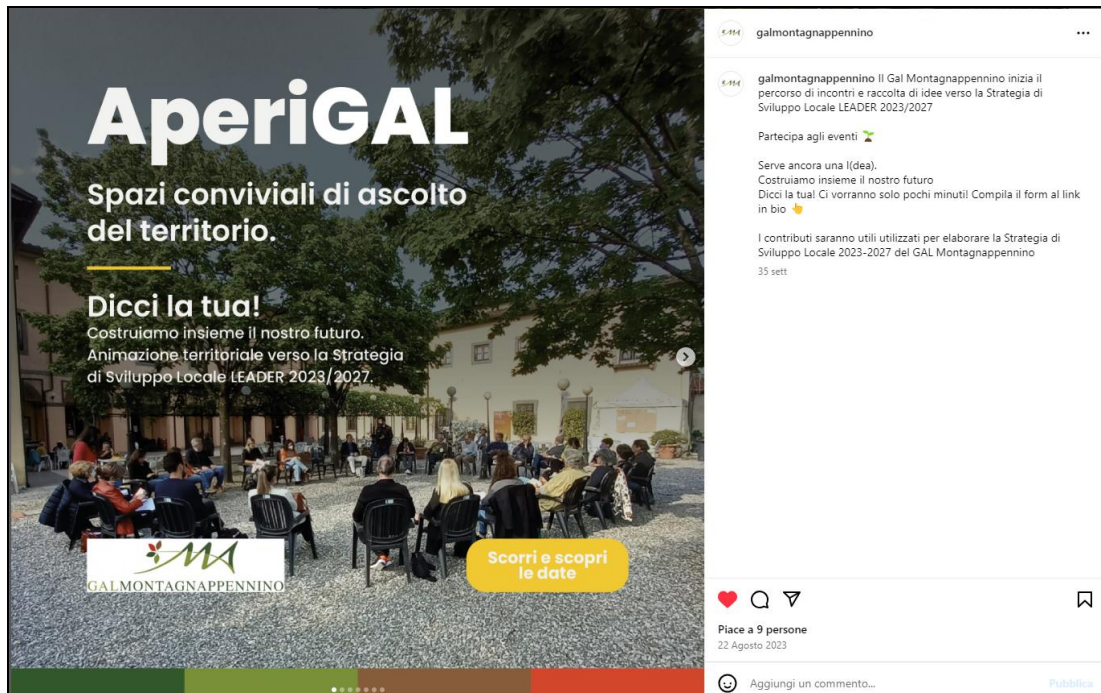 AperiGAL
Spazi conviviali di ascolto
del territorio.
Dicci la tua!
Costruiamo insieme il nostro futuro.
Animazione territoriale verso la Strategia
di Sviluppo Locale LEADER 2023/2027.
MA
GALMONTAGNAPPENNINO
Scorri e scopri
le date
galmontagnappennino
galmontagnappennino Il Gal Montagnappennino inizia il
percorso di incontri e raccolta di idee verso la Strategia di
Sviluppo Locale LEADER 2023/2027
Partecipa agli eventi
Serve ancora una I(dea).
Costruiamo insieme il nostro futuro
Dicci la tua! Ci vorranno solo pochi minuti! Compila il form al link
in bio
I contributi saranno utili utilizzati per elaborare la Strategia di
Sviluppo Locale 2023-2027 del GAL Montagnappennino
35 sett
Piace a 9 persone
22 Agosto 2023
Aggiungi un commento...
Pubblica